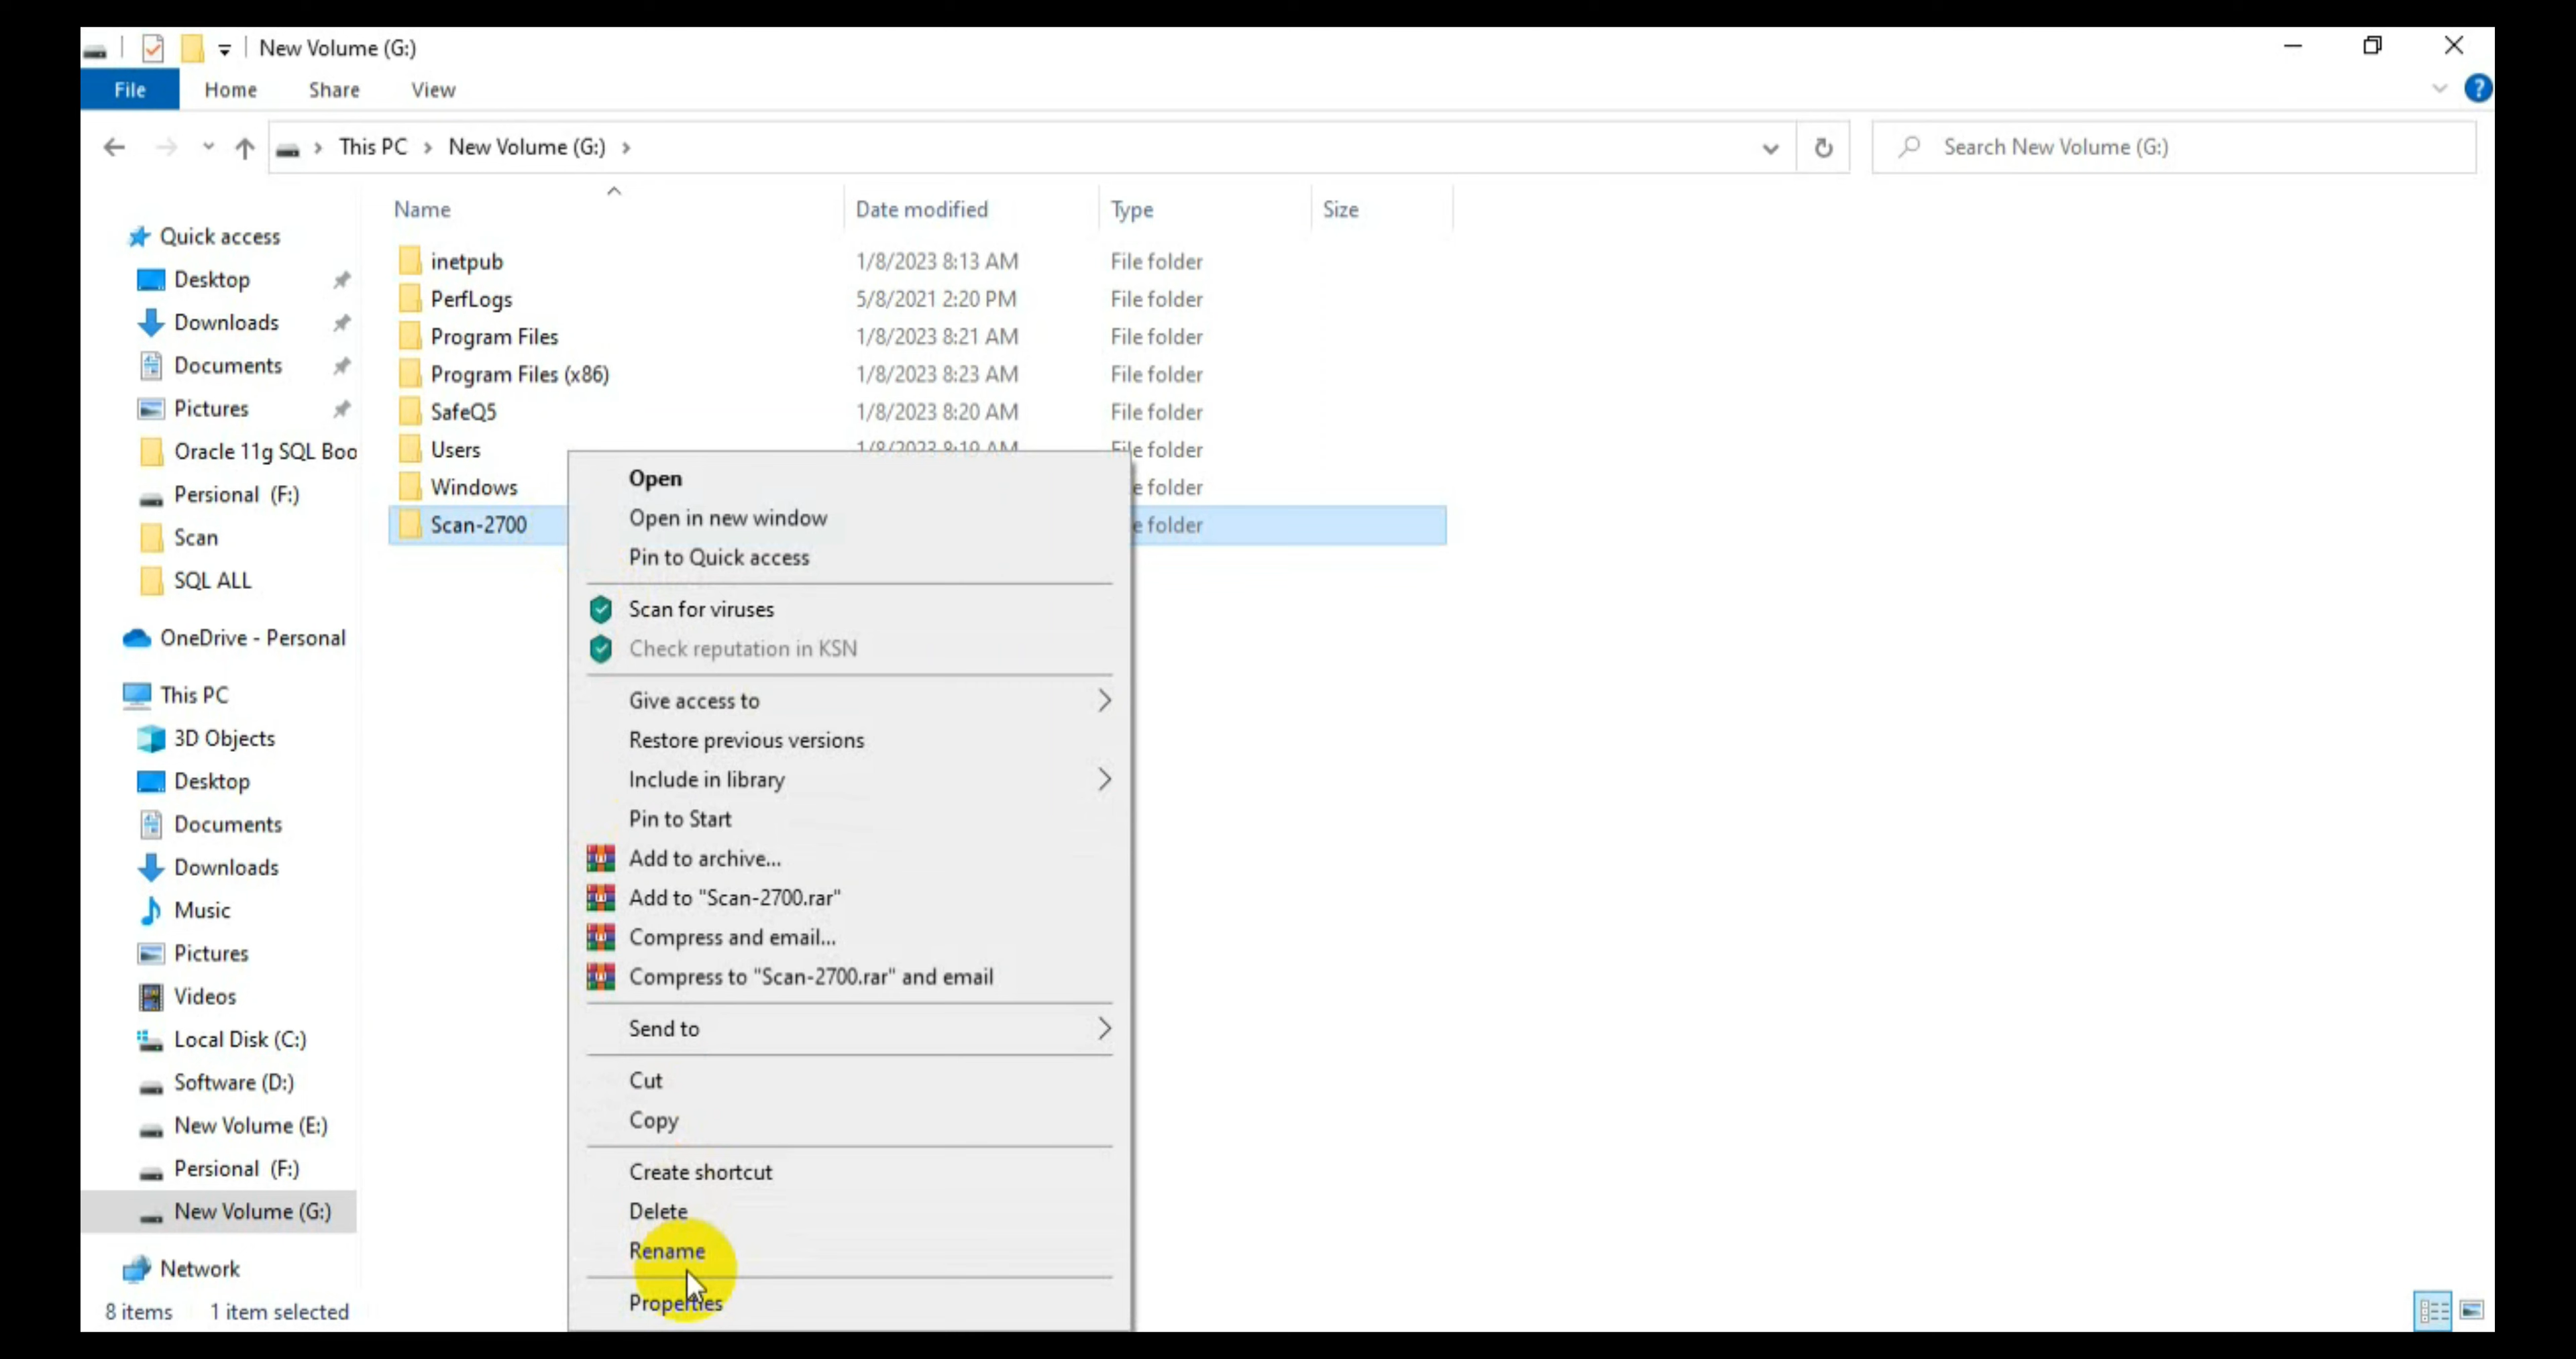 New Volume (G:)
File Home Share View
This PC › New Volume (G:) ›
Search New Volume (G:)
Name Date modified Type Size
Quick access
Desktop
Downloads
Documents
Pictures
Oracle 11g SQL Boo
Persional (F:)
Scan
SQL ALL
OneDrive - Personal
This PC
3D Objects
Desktop
Documents
Downloads
Music
Pictures
Videos
Local Disk (C:)
Software (D:)
New Volume (E:)
Persional (F:)
New Volume (G:)
Network
inetpub 1/8/2023 8:13 AM File folder
PerfLogs 5/8/2021 2:20 PM File folder
Program Files 1/8/2023 8:21 AM File folder
Program Files (x86) 1/8/2023 8:23 AM File folder
SafeQ5 1/8/2023 8:20 AM File folder
Users 1/8/2023 8:19 AM File folder
Windows e folder
Scan-2700 e folder
Open
Open in new window
Pin to Quick access
Scan for viruses
Check reputation in KSN
Give access to
Restore previous versions
Include in library
Pin to Start
Add to archive...
Add to "Scan-2700.rar"
Compress and email...
Compress to "Scan-2700.rar" and email
Send to
Cut
Copy
Create shortcut
Delete
Rename
Properties
8 items 1 item selected